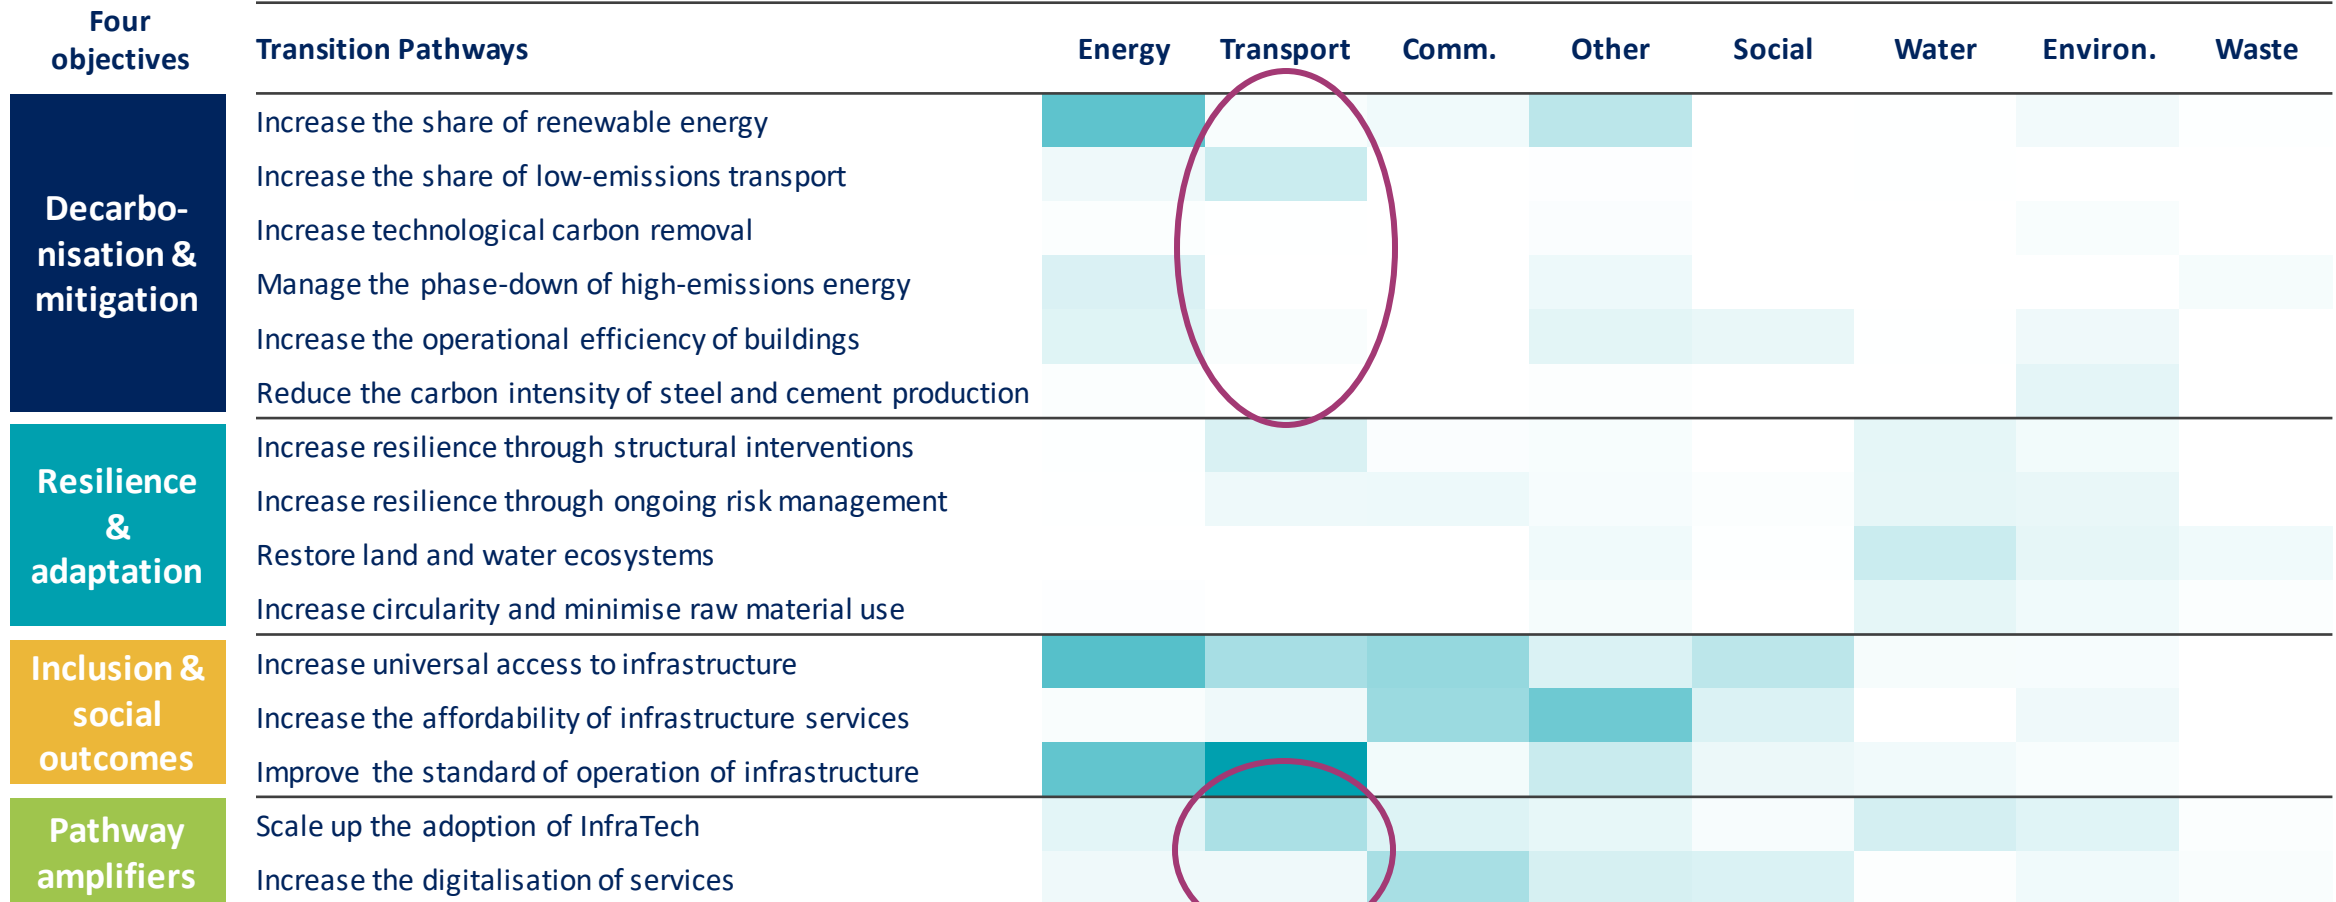 Four
objectives
Transition Pathways Energy Transport Comm. Other Social Water Environ. Waste
Decarbo-
nisation &
mitigation
Increase the share of renewable energy
Increase the share of low-emissions transport
Increase technological carbon removal
Manage the phase-down of high-emissions energy
Increase the operational efficiency of buildings
Reduce the carbon intensity of steel and cement production
Resilience
&
adaptation
Increase resilience through structural interventions
Increase resilience through ongoing risk management
Restore land and water ecosystems
Increase circularity and minimise raw material use
Inclusion &
social
outcomes
Increase universal access to infrastructure
Increase the affordability of infrastructure services
Improve the standard of operation of infrastructure
Pathway
amplifiers
Scale up the adoption of InfraTech
Increase the digitalisation of services